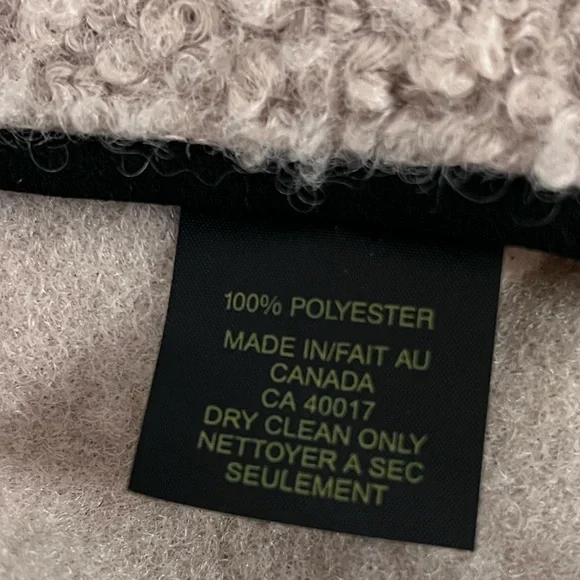 100% POLYESTER
MADE IN/FAIT AU
CANADA
CA 40017
DRY CLEAN ONLY
NETTOYER A SEC
SEULEMENT